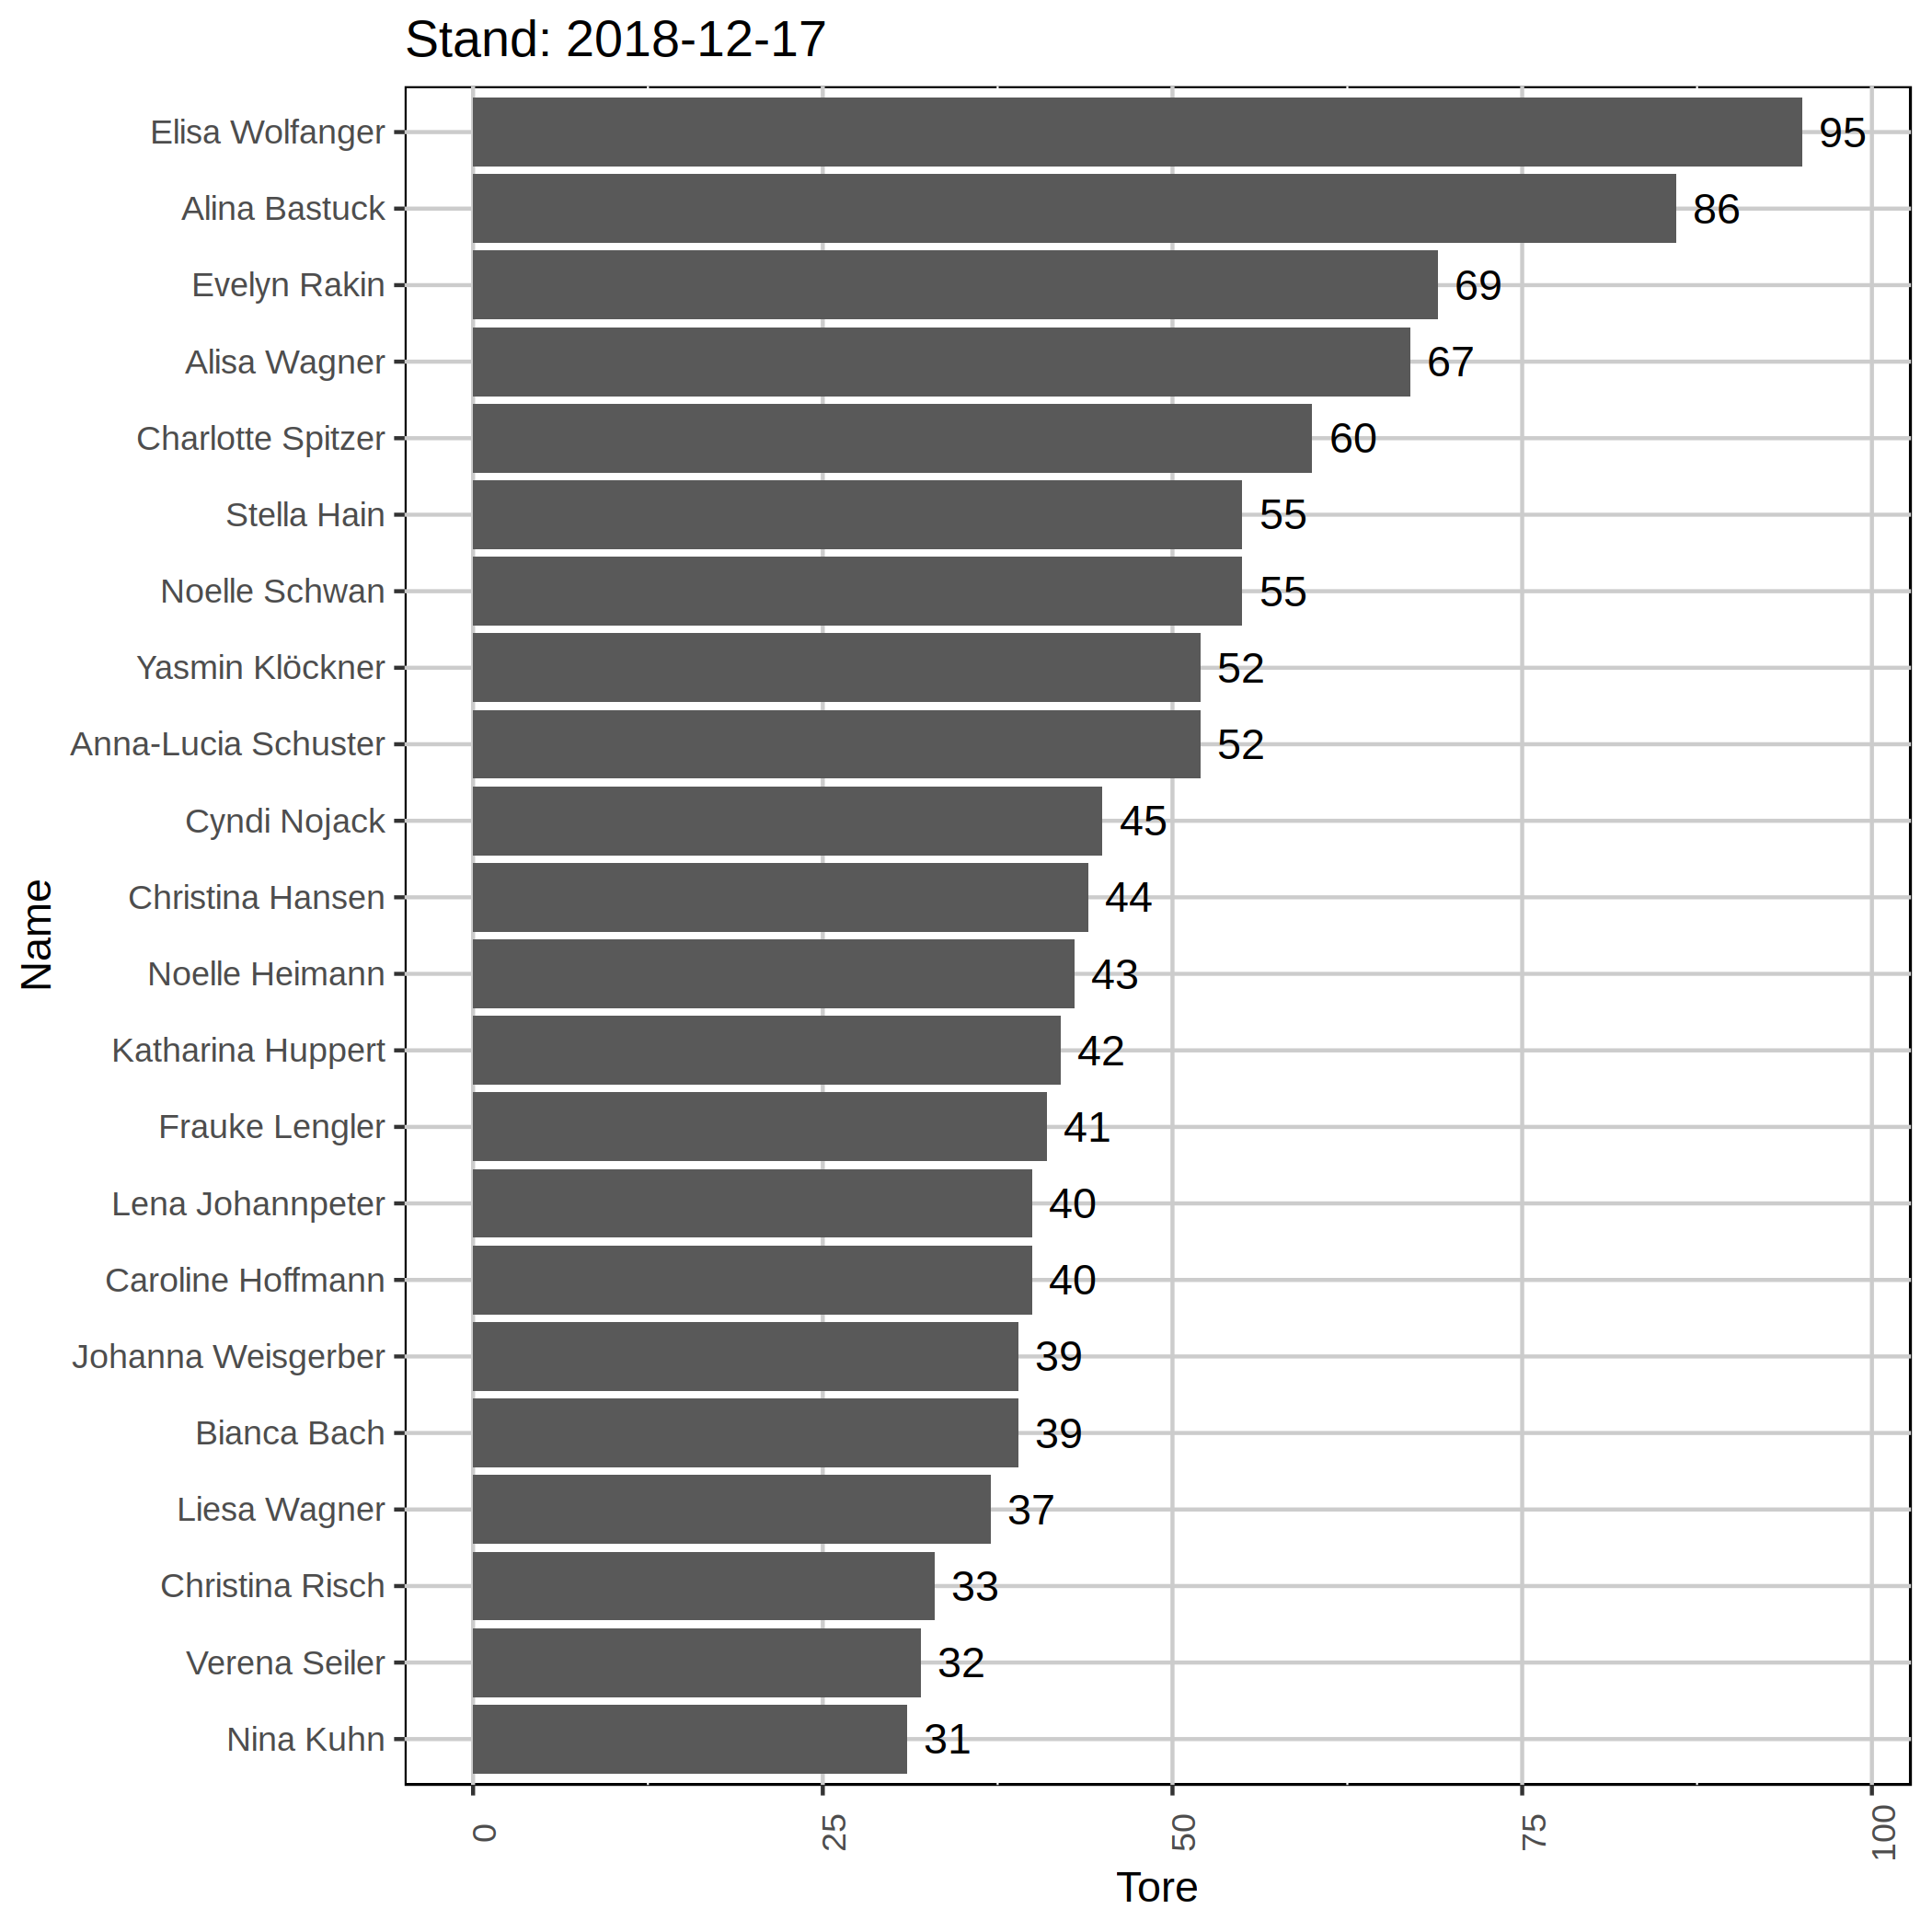 Stand: 2018-12-17
Elisa Wolfanger 95
Alina Bastuck 86
Evelyn Rakin 69
Alisa Wagner 67
Charlotte Spitzer 60
Stella Hain 55
Noelle Schwan 55
Yasmin Klöckner 52
Anna-Lucia Schuster 52
Cyndi Nojack 45
Christina Hansen 44
Noelle Heimann 43
Katharina Huppert 42
Frauke Lengler 41
Lena Johannpeter 40
Caroline Hoffmann 40
Johanna Weisgerber 39
Bianca Bach 39
Liesa Wagner 37
Christina Risch 33
Verena Seiler 32
Nina Kuhn 31
Name
0 25 50 75 100
Tore